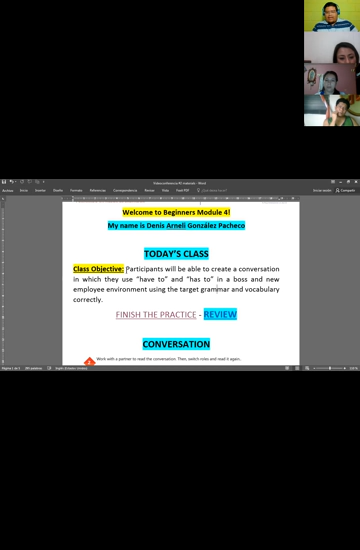 Welcome to Beginners Module 4!
My name is Denis Arneli González Pacheco
TODAY'S CLASS
Class Objective: Participants will be able to create a conversation
in which they use “have to” and “has to” in a boss and new
employee environment using the target grammar and vocabulary
correctly.
FINISH THE PRACTICE - REVIEW
CONVERSATION
Work with a partner to read the conversation. Then, switch roles and read it again.